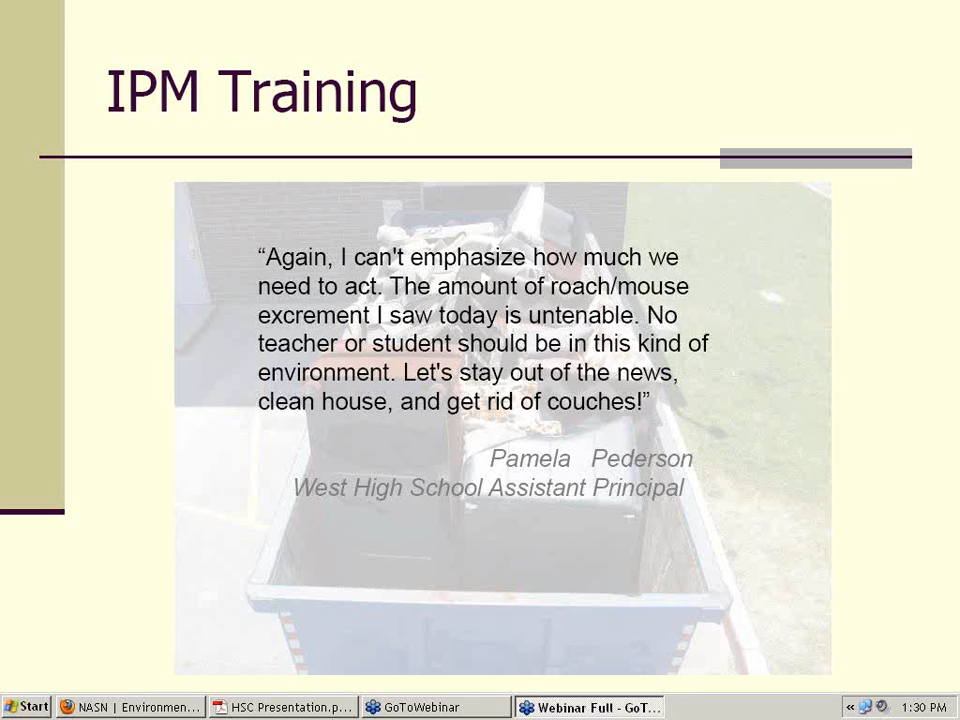 IPM Training
“Again, I can't emphasize how much we
need to act. The amount of roach/mouse
excrement I saw today is untenable. No
teacher or student should be in this kind of
environment. Let's stay out of the news,
clean house, and get rid of couches!”
Pamela Pederson
West High School Assistant Principal
Start NASN | Environmen... HSC Presentation.p... GoToWebinar Webinar Full - GoT... « 1:30 PM